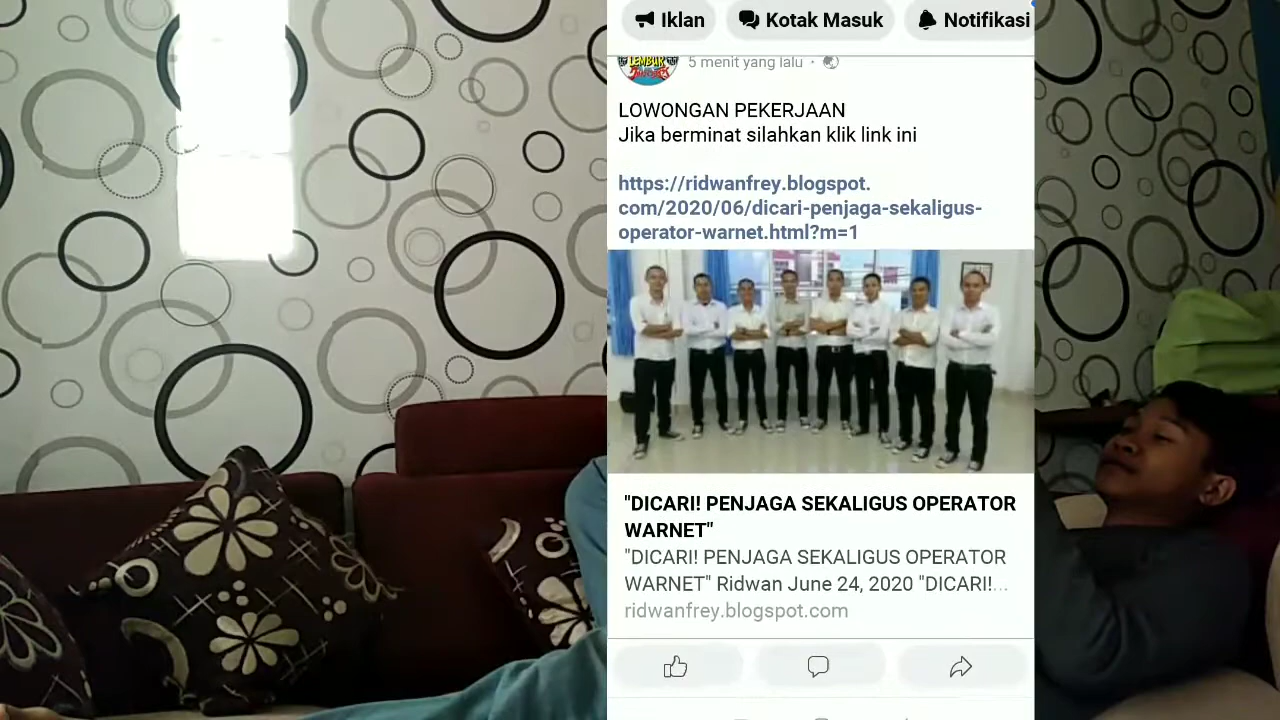 Iklan
Kotak Masuk
Notifikasi
LEMBUR
5 menit yang lalu ·
LOWONGAN PEKERJAAN
Jika berminat silahkan klik link ini
https://ridwanfrey.blogspot.
com/2020/06/dicari-penjaga-sekaligus-
operator-warnet.html?m=1
"DICARI! PENJAGA SEKALIGUS OPERATOR
WARNET"
"DICARI! PENJAGA SEKALIGUS OPERATOR
WARNET" Ridwan June 24, 2020 "DICARI!...
ridwanfrey.blogspot.com